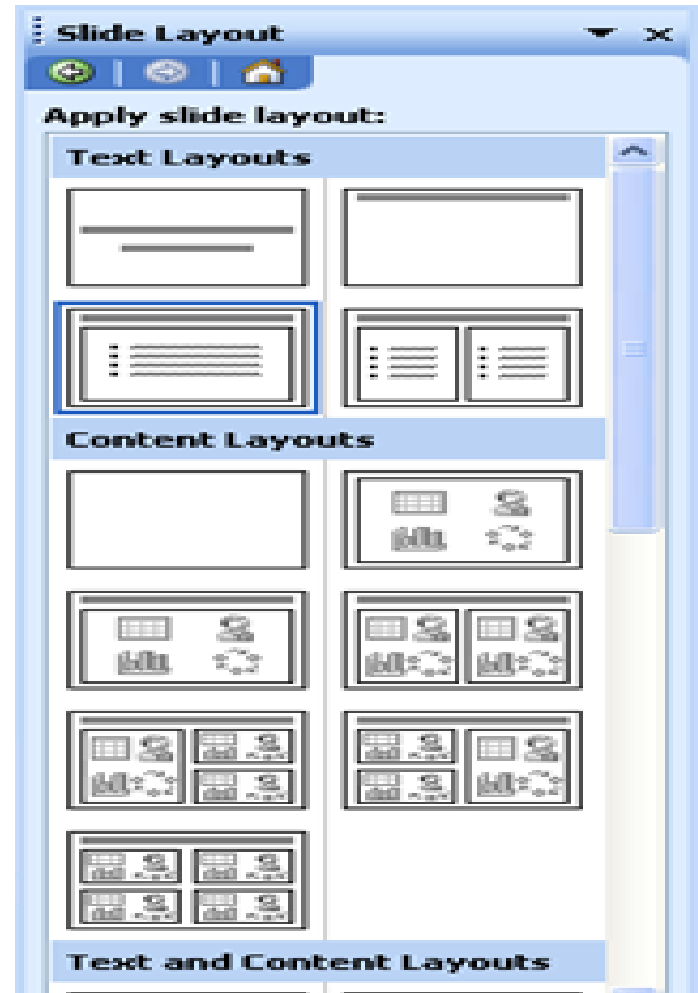 Slide Layout
Apply slide layout:
Text Layouts
Content Layouts
Text and Content Layouts